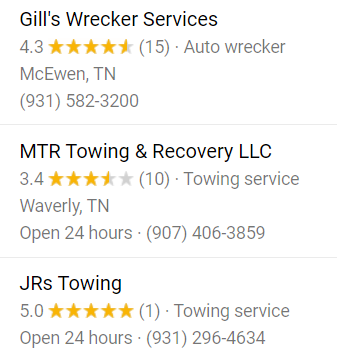 Gill's Wrecker Services
4.3 (15) · Auto wrecker
McEwen, TN
(931) 582-3200
MTR Towing & Recovery LLC
3.4 (10) · Towing service
Waverly, TN
Open 24 hours · (907) 406-3859
JRs Towing
5.0 (1) · Towing service
Open 24 hours · (931) 296-4634